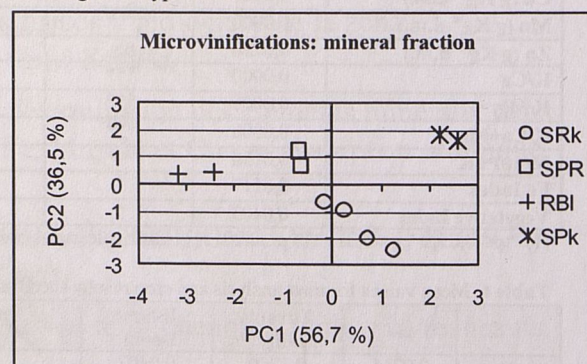 Microvinifications: mineral fraction
3
2
1
0
-1
-2
-3
PC2 (36,5 %)
-4 -3 -2 -1 0 1 2 3
PC1 (56,7 %)
SRk
SPR
RBI
SPk